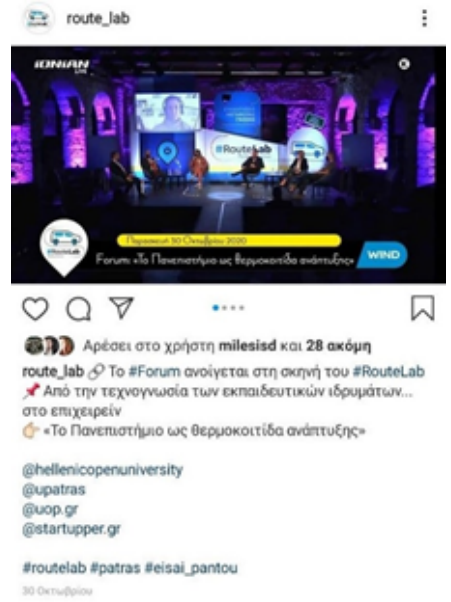 route_lab
IONIAN
LIVE
#RouteLab
#RouteLab
Παρασκευή 30 Οκτωβρίου 2020
Forum: «Το Πανεπιστήμιο ως θερμοκοιτίδα ανάπτυξης»
WIND
Αρέσει στο χρήστη milesisd και 28 ακόμη
route_lab 🔗 Το #Forum ανοίγεται στη σκηνή του #RouteLab
📌 Από την τεχνογνωσία των εκπαιδευτικών ιδρυμάτων...
στο επιχειρείν
👉🏻 «Το Πανεπιστήμιο ως θερμοκοιτίδα ανάπτυξης»
@hellenicopenuniversity
@upatras
@uop.gr
@startupper.gr
#routelab #patras #eisai_pantou
30 Οκτωβρίου